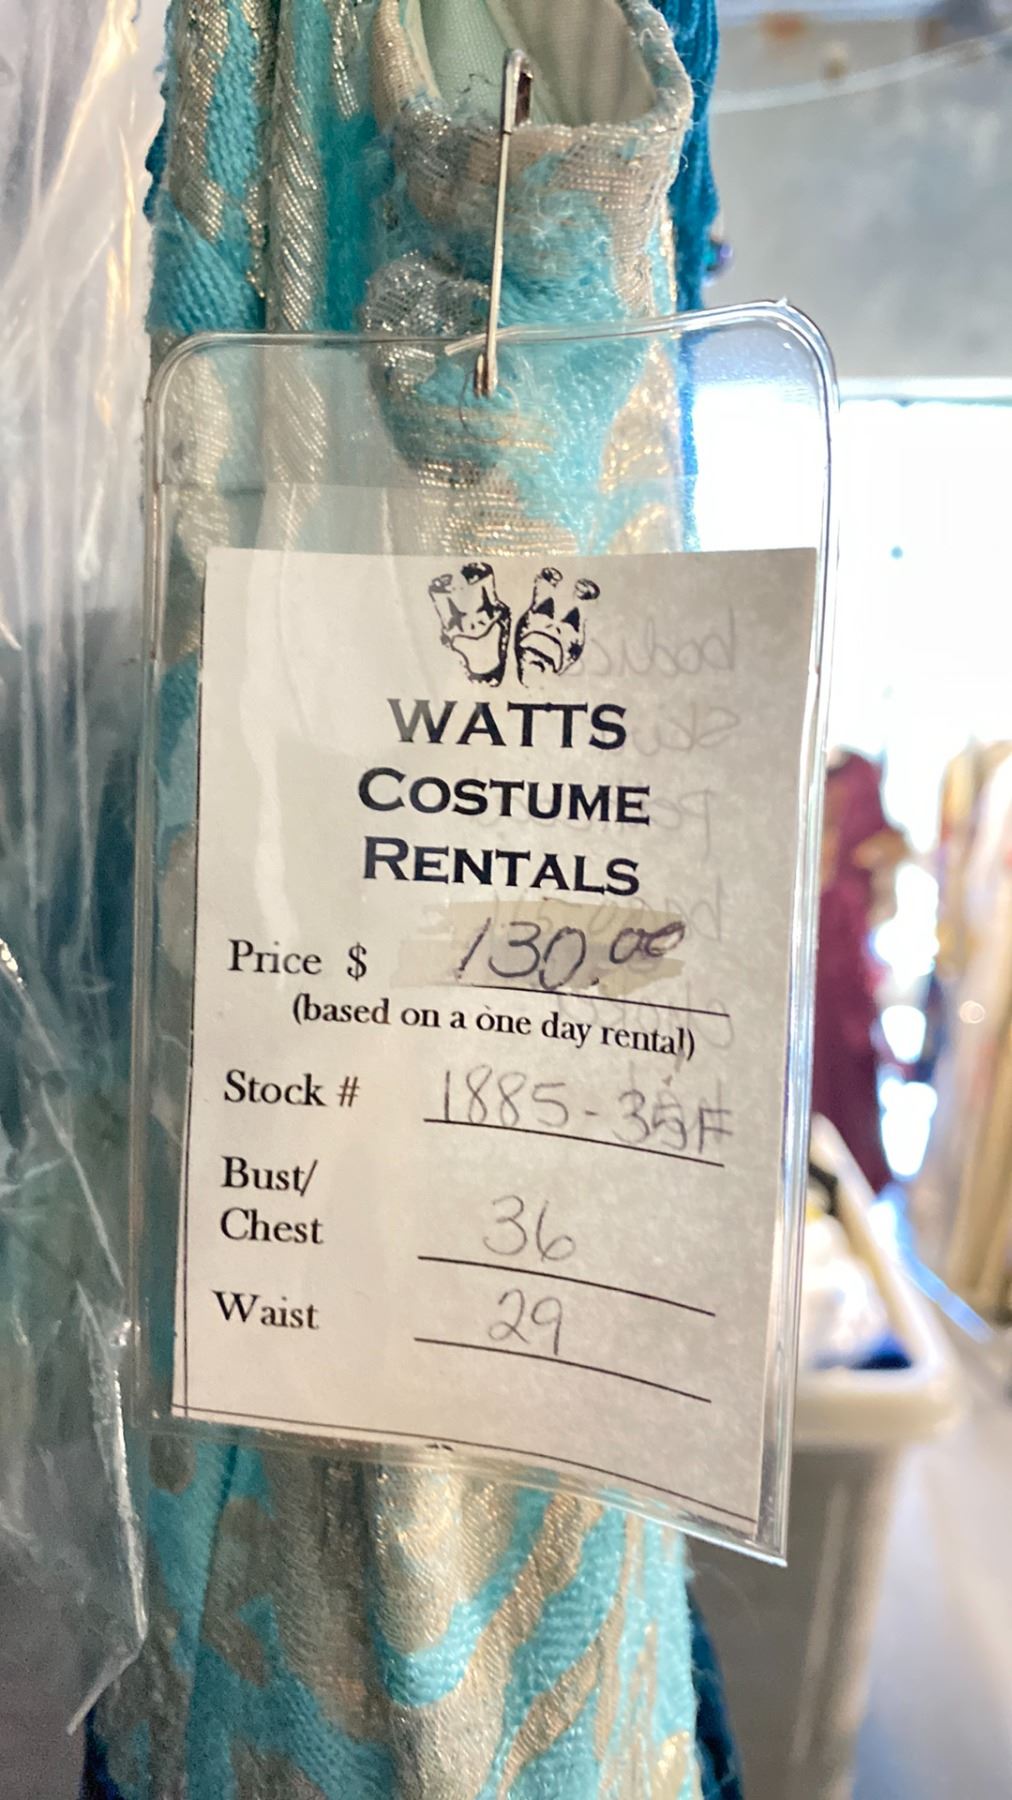 WATTS
COSTUME
RENTALS
Price $ 130.00
(based on a one day rental)
Stock # 1885-35F
Bust/
Chest 36
Waist 29